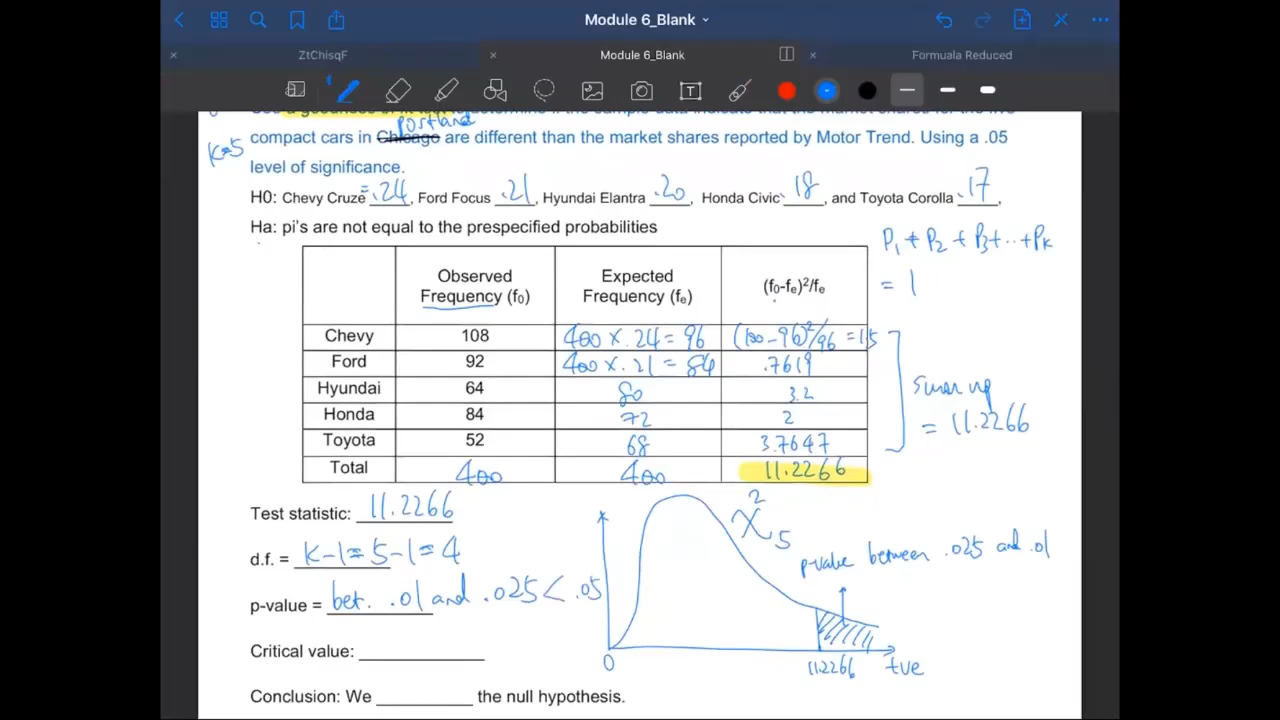 Module 6_Blank
ZtChisqF
Module 6_Blank
Formuala Reduced
Portland
compact cars in Chicago are different than the market shares reported by Motor Trend. Using a .05
K=5
level of significance.
H0: Chevy Cruze = .24, Ford Focus .21, Hyundai Elantra .20, Honda Civic .18, and Toyota Corolla .17,
Ha: pi's are not equal to the prespecified probabilities
P1 + P2 + P3 + ... + PK
= 1
Observed Frequency (f0) Expected Frequency (fe) (f0-fe)2/fe
Chevy 108 400 x .24 = 96 (108-96)2/96 = 1.5
Ford 92 400 x .21 = 84 .7619
Hyundai 64 80 3.2
Honda 84 72 2
Toyota 52 68 3.7647
Total 400 400 11.2266
= 11.2266
Test statistic: 11.2266
χ2 5
d.f. = K-1 = 5-1 = 4
p-value between .025 and .01
p-value = bet. .01 and .025 < .05
Critical value:
0
11.2266
+ve
Conclusion: We the null hypothesis.